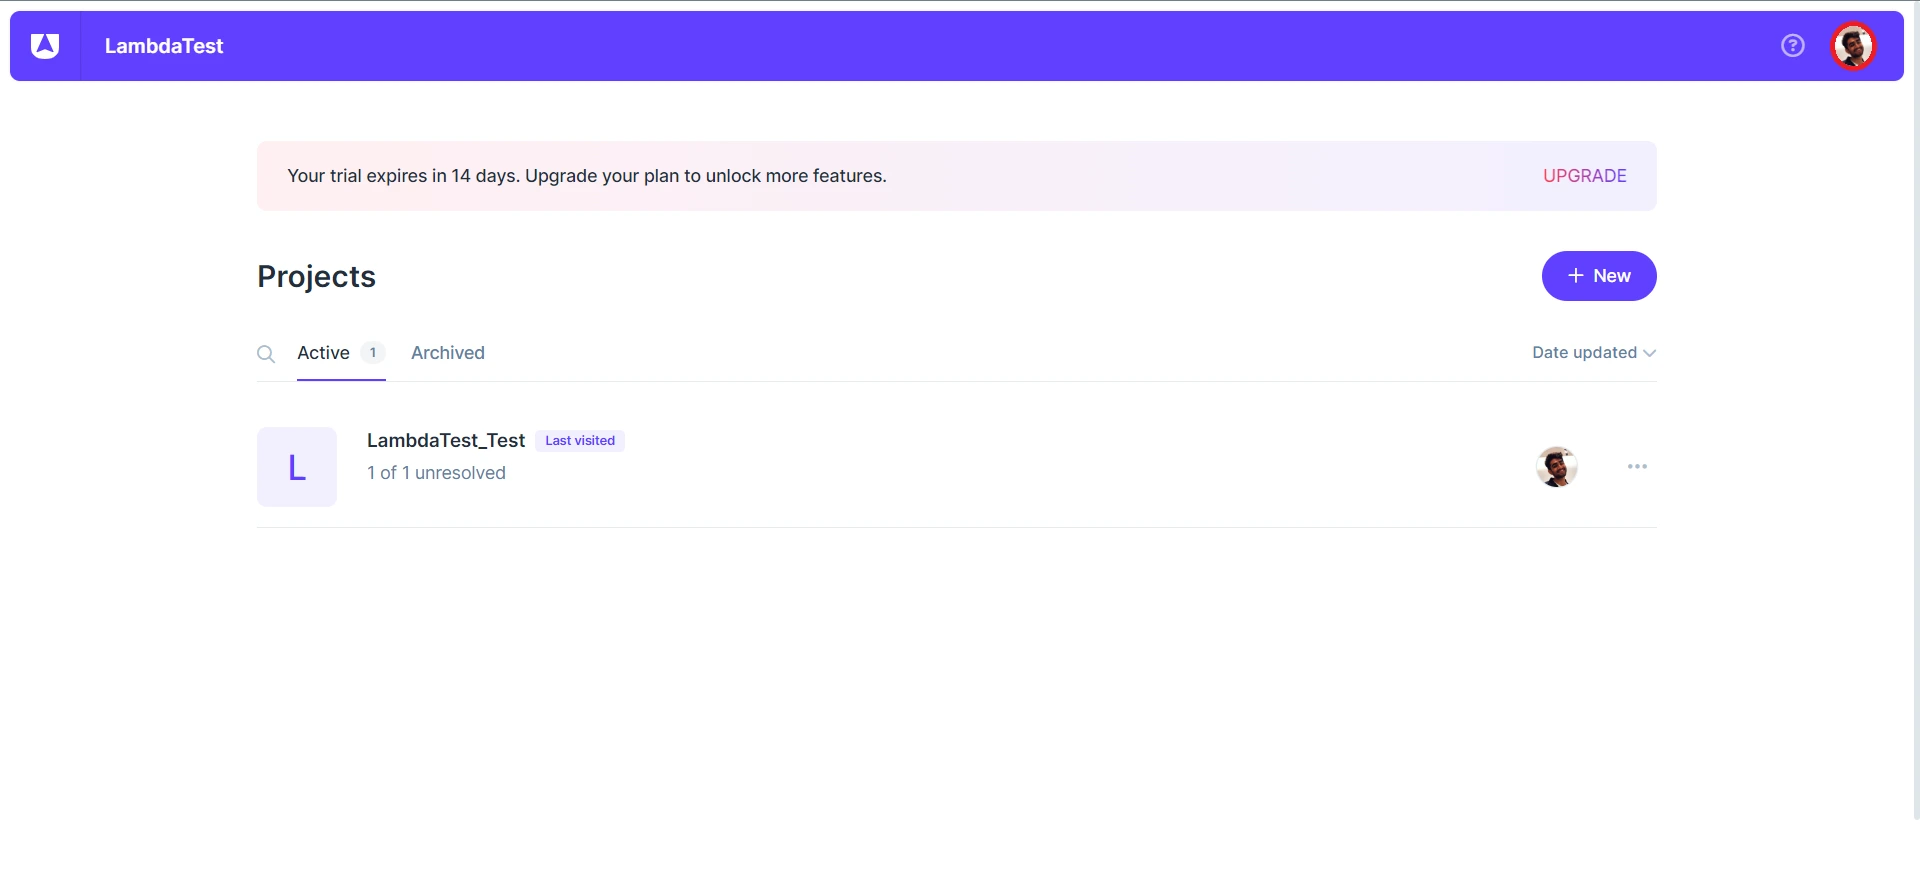 LambdaTest
?
Your trial expires in 14 days. Upgrade your plan to unlock more features.
UPGRADE
Projects
+ New
Active 1 Archived
Date updated
L
LambdaTest_Test Last visited
1 of 1 unresolved